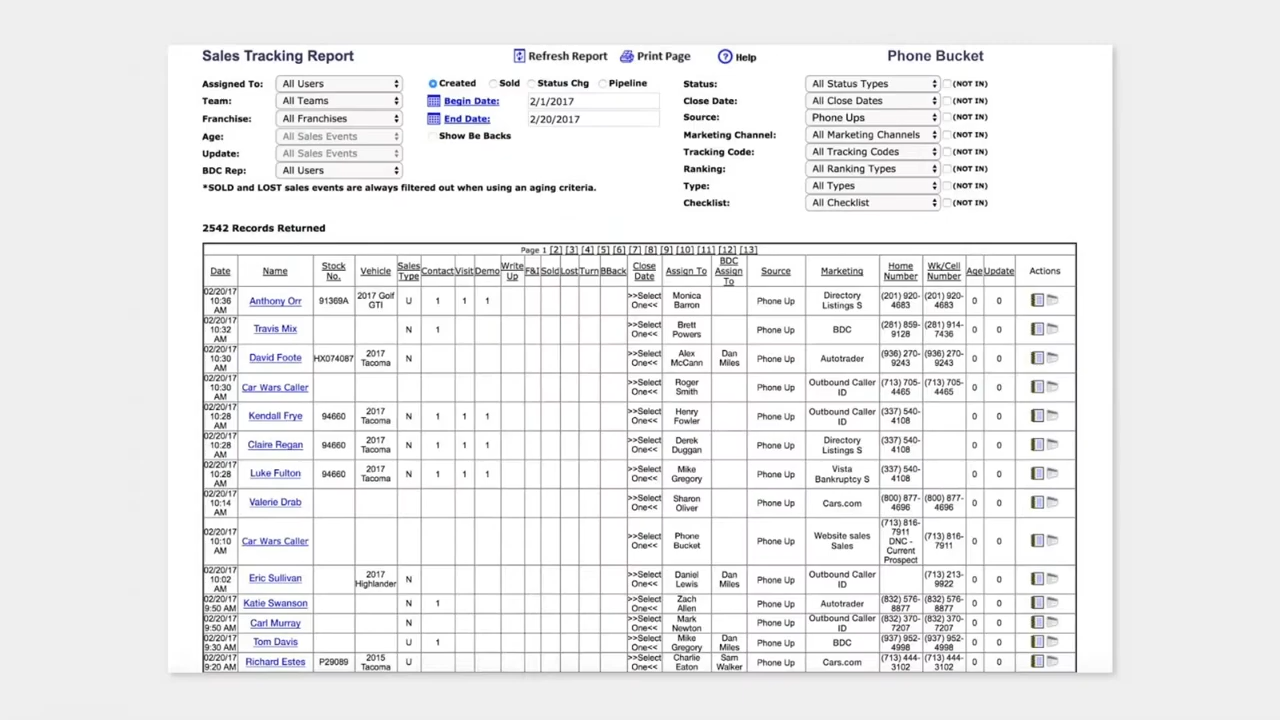 Sales Tracking Report Refresh Report Print Page Help Phone Bucket
Assigned To: All Users Created Sold Status Chg Pipeline Status: All Status Types (NOT IN)
Team: All Teams Begin Date: 2/1/2017 Close Date: All Close Dates (NOT IN)
Franchise: All Franchises End Date: 2/20/2017 Source: Phone Ups (NOT IN)
Age: All Sales Events Show Be Backs Marketing Channel: All Marketing Channels (NOT IN)
Update: All Sales Events Tracking Code: All Tracking Codes (NOT IN)
BDC Rep: All Users Ranking: All Ranking Types (NOT IN)
*SOLD and LOST sales events are always filtered out when using an aging criteria. Type: All Types (NOT IN)
Checklist: All Checklist (NOT IN)
2542 Records Returned
Page 1 [2] [3] [4] [5] [6] [7] [8] [9] [10] [11] [12] [13]
Date Name Stock No. Vehicle Sales Type Contact Visit Demo Write Up F&I Sold Lost Turn BBack Close Date Assign To BDC Assign To Source Marketing Home Number Wk/Cell Number Age Update Actions
02/20/17 10:36 AM Anthony Orr 91369A 2017 Golf GTI U 1 1 1 >>Select One<< Monica Barron Phone Up Directory Listings S (201) 920-4683 (201) 920-4683 0 0
02/20/17 10:32 AM Travis Mix N 1 >>Select One<< Brett Powers Phone Up BDC (281) 859-9128 (281) 914-7436 0 0
02/20/17 10:30 AM David Foote HX074087 2017 Tacoma N >>Select One<< Alex McCann Dan Miles Phone Up Autotrader (936) 270-9243 (936) 270-9243 0 0
02/20/17 10:30 AM Car Wars Caller >>Select One<< Roger Smith Phone Up Outbound Caller ID (713) 705-4465 (713) 705-4465 0 0
02/20/17 10:28 AM Kendall Frye 94660 2017 Tacoma N 1 1 1 >>Select One<< Henry Fowler Phone Up Outbound Caller ID (337) 540-4108 0 0
02/20/17 10:28 AM Claire Regan 94660 2017 Tacoma N 1 1 1 >>Select One<< Derek Duggan Phone Up Directory Listings S (337) 540-4108 0 0
02/20/17 10:28 AM Luke Fulton 94660 2017 Tacoma N 1 1 1 >>Select One<< Mike Gregory Phone Up Vista Bankruptcy S (337) 540-4108 0 0
02/20/17 10:14 AM Valerie Drab >>Select One<< Sharon Oliver Phone Up Cars.com (800) 877-4696 (800) 877-4696 0 0
02/20/17 10:10 AM Car Wars Caller >>Select One<< Phone Bucket Phone Up Website sales Sales (713) 816-7911 DNC - Current Prospect (713) 816-7911 0 0
02/20/17 10:02 AM Eric Sullivan 2017 Highlander N >>Select One<< Daniel Lewis Dan Miles Phone Up Outbound Caller ID (713) 213-9922 0 0
02/20/17 9:50 AM Katie Swanson N 1 >>Select One<< Zach Allen Phone Up Autotrader (832) 576-8877 (832) 576-8877 0 0
02/20/17 9:50 AM Carl Murray N >>Select One<< Mark Newton Phone Up Outbound Caller ID (832) 370-7207 (832) 370-7207 0 0
02/20/17 9:30 AM Tom Davis U 1 >>Select One<< Mike Gregory Dan Miles Phone Up BDC (937) 952-4998 (937) 952-4998 0 0
02/20/17 9:20 AM Richard Estes P29089 2015 Tacoma U >>Select One<< Charlie Eaton Sam Walker Phone Up Cars.com (713) 444-3102 (713) 444-3102 0 0